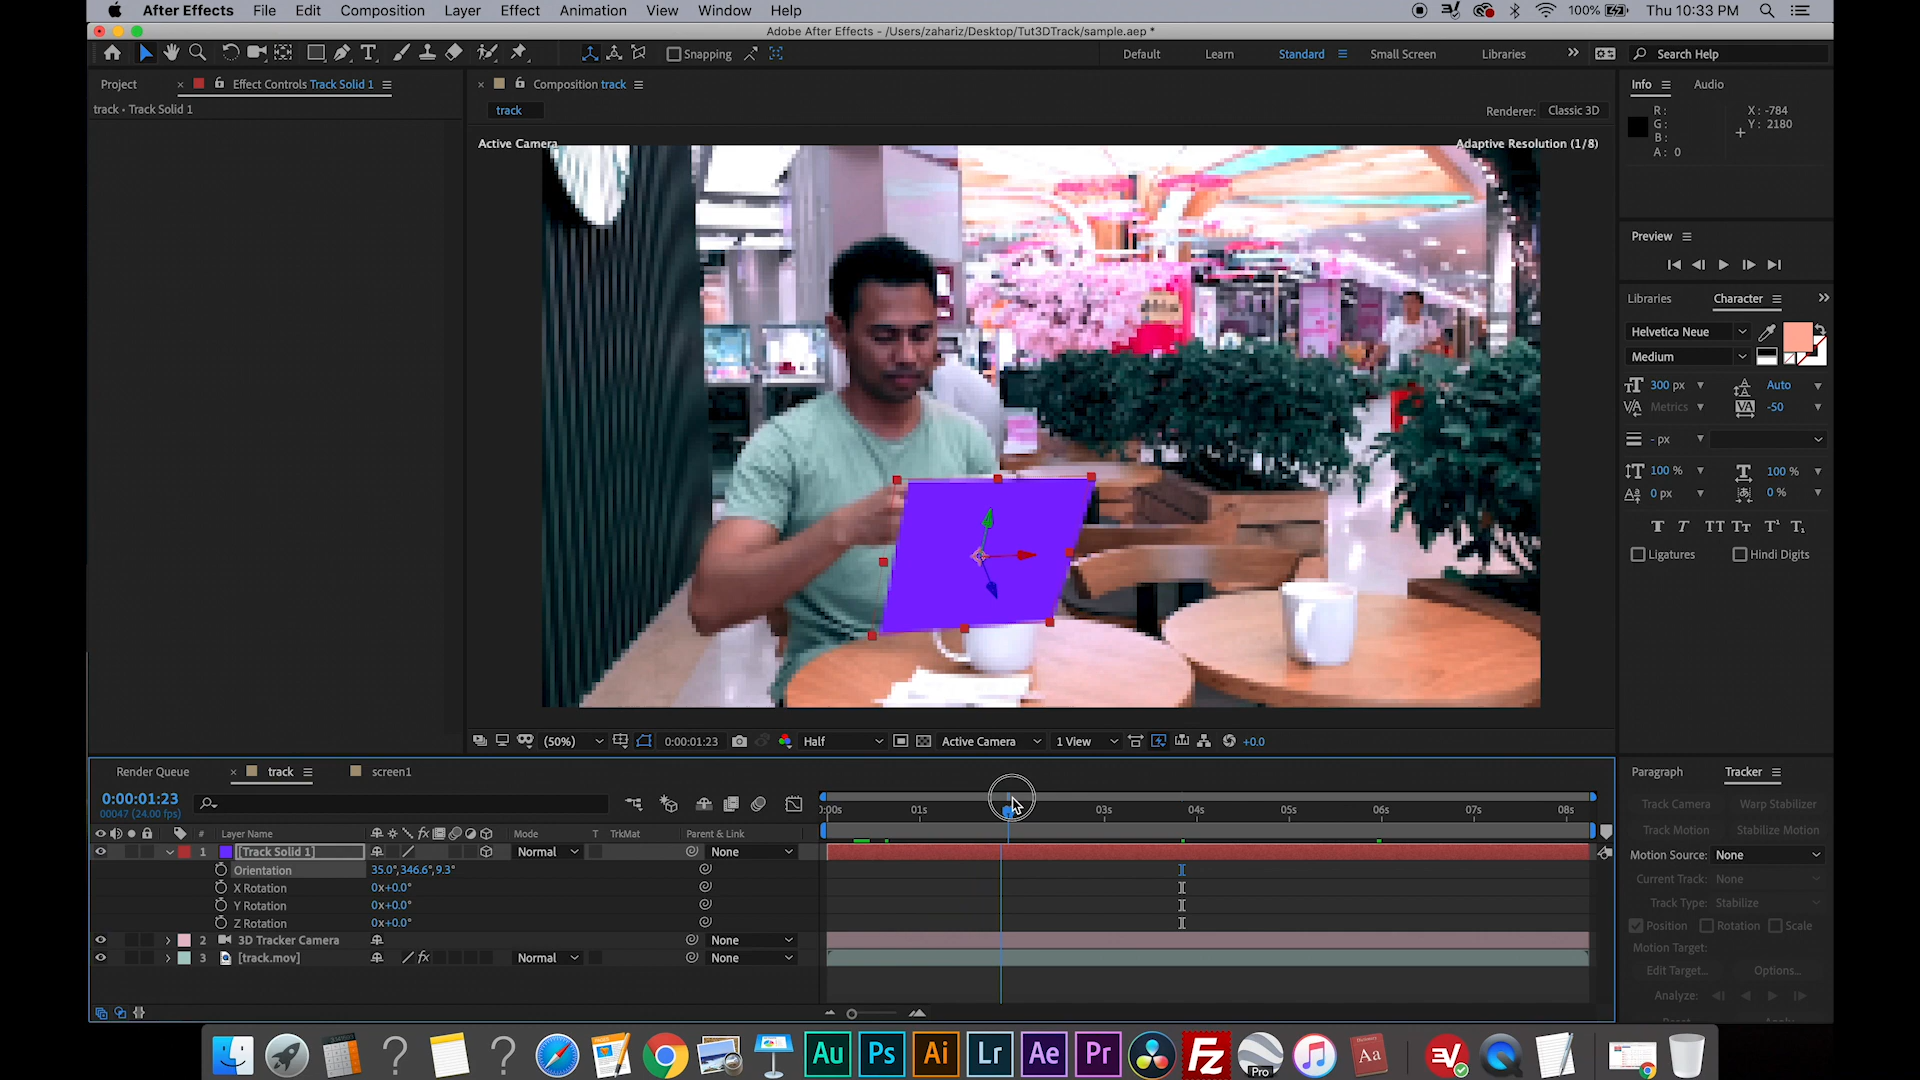 After Effects File Edit Composition Layer Effect Animation View Window Help 100% Thu 10:33 PM
Adobe After Effects - /Users/zahariz/Desktop/Tut3DTrack/sample.aep *
Snapping Default Learn Standard Small Screen Libraries Search Help
Project Effect Controls Track Solid 1 Composition track Info Audio
track • Track Solid 1
track
Renderer: Classic 3D
R: X: -784
G: Y: 2180
B:
A: 0
Active Camera Adaptive Resolution (1/8)
Preview
Libraries Character
Helvetica Neue
Medium
300 px Auto
Metrics -50
- px
100 % 100 %
0 px 0 %
Ligatures Hindi Digits
(50%) 0:00:01:23 Half Active Camera 1 View +0.0
Render Queue track screen1
Paragraph Tracker
0:00:01:23
00047 (24.00 fps)
:00s 01s 03s 04s 05s 06s 07s 08s
Track Camera Warp Stabilizer
Track Motion Stabilize Motion
# Layer Name Mode T TrkMat Parent & Link
1 [Track Solid 1] Normal None
Orientation 35.0°,346.6°,9.3°
X Rotation 0x+0.0°
Y Rotation 0x+0.0°
Z Rotation 0x+0.0°
2 3D Tracker Camera None
3 [track.mov] Normal None
Motion Source: None
Current Track: None
Track Type: Stabilize
Position Rotation Scale
Motion Target:
Edit Target... Options...
Analyze:
Au Ps Ai Lr Ae Pr Fz Pro Aa